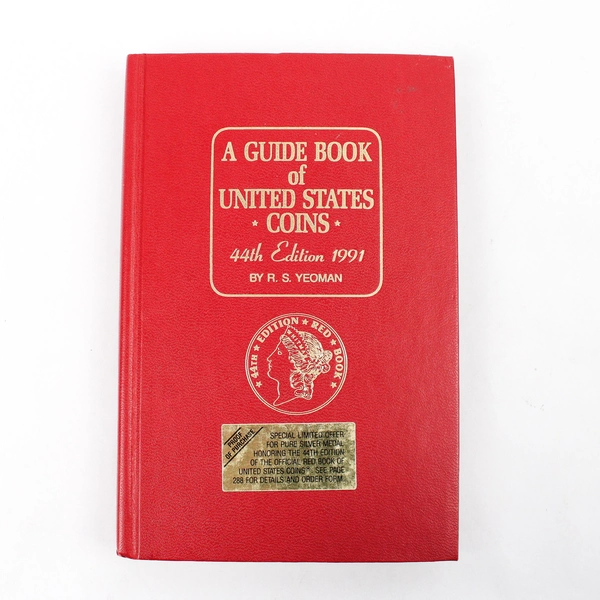 A GUIDE BOOK
of
UNITED STATES
• COINS •
44th Edition 1991
BY R. S. YEOMAN
44TH ★ EDITION ★ RED ★ BOOK
PROOF
OF PURCHASE
SPECIAL LIMITED OFFER
FOR PURE SILVER MEDAL
HONORING THE 44TH EDITION
OF THE OFFICIAL RED BOOK OF
UNITED STATES COINS®. SEE PAGE
288 FOR DETAILS AND ORDER FORM.